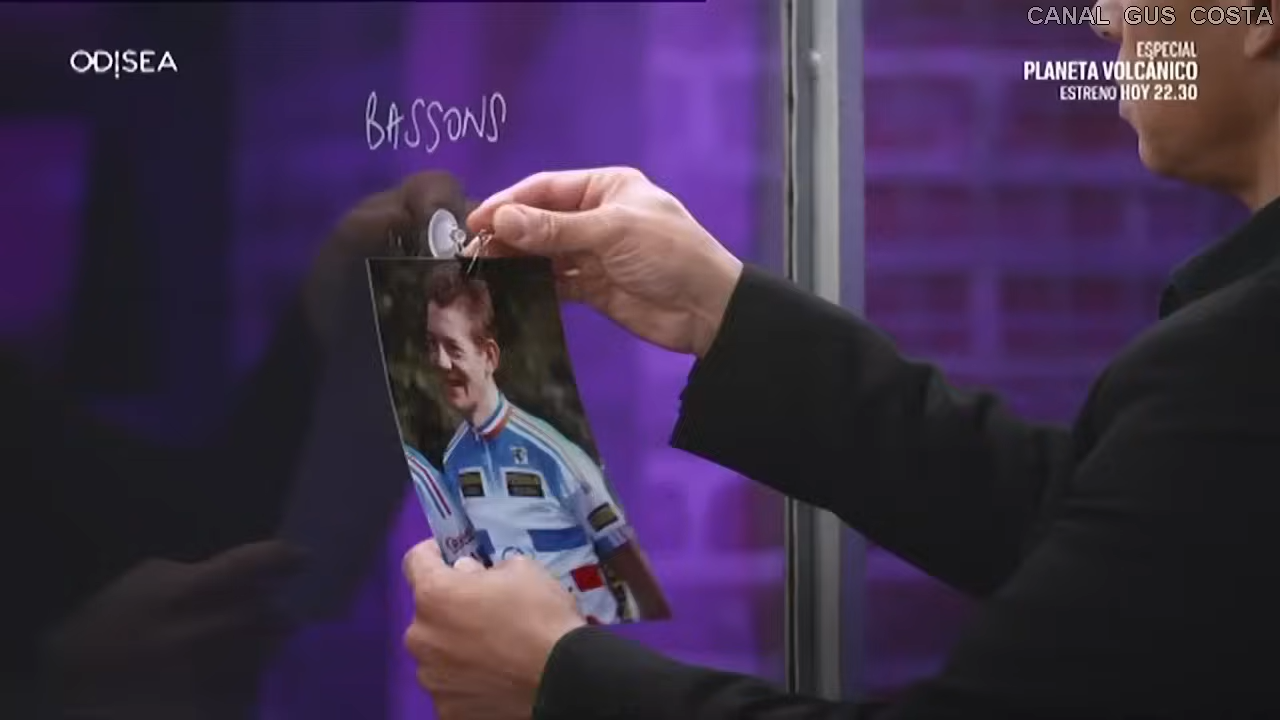 CANAL GUS COSTA
ODISEA
ESPECIAL
PLANETA VOLCÁNICO
ESTRENO HOY 22.30
BASSONS